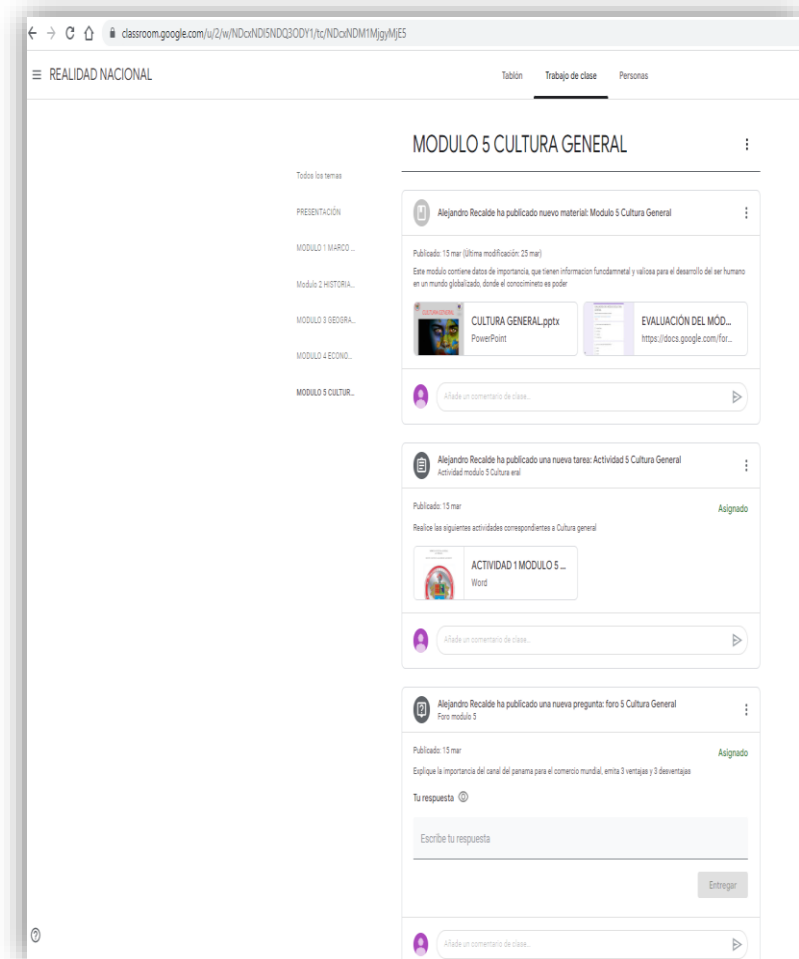 classroom.google.com/u/2/w/NDcxNDI5NDQ3ODY1/tc/NDcxNDM1MjgyMjE5
REALIDAD NACIONAL
Tablón Trabajo de clase Personas
MODULO 5 CULTURA GENERAL
Todos los temas
PRESENTACIÓN
MODULO 1 MARCO ...
Modulo 2 HISTORIA...
MODULO 3 GEOGRA...
MODULO 4 ECONO...
MODULO 5 CULTUR...
Alejandro Recalde ha publicado nuevo material: Modulo 5 Cultura General
Publicado: 15 mar (Última modificación: 25 mar)
Este modulo contiene datos de importancia, que tienen informacion funcdamnetal y valiosa para el desarrollo del ser humano
en un mundo globalizado, donde el conocimineto es poder
CULTURA GENERAL
CULTURA GENERAL.pptx
PowerPoint
EVALUACIÓN DEL MÓD...
https://docs.google.com/for...
Añade un comentario de clase...
Alejandro Recalde ha publicado una nueva tarea: Actividad 5 Cultura General
Actividad modulo 5 Cultura eral
Publicado: 15 mar
Asignado
Realice las siguientes actividades correspondientes a Cultura general
ACTIVIDAD 1 MODULO 5 ...
Word
Añade un comentario de clase...
Alejandro Recalde ha publicado una nueva pregunta: foro 5 Cultura General
Foro modulo 5
Publicado: 15 mar
Asignado
Explique la importancia del canal del panama para el comercio mundial, emita 3 ventajas y 3 desventajas
Tu respuesta
Escribe tu respuesta
Entregar
Añade un comentario de clase...